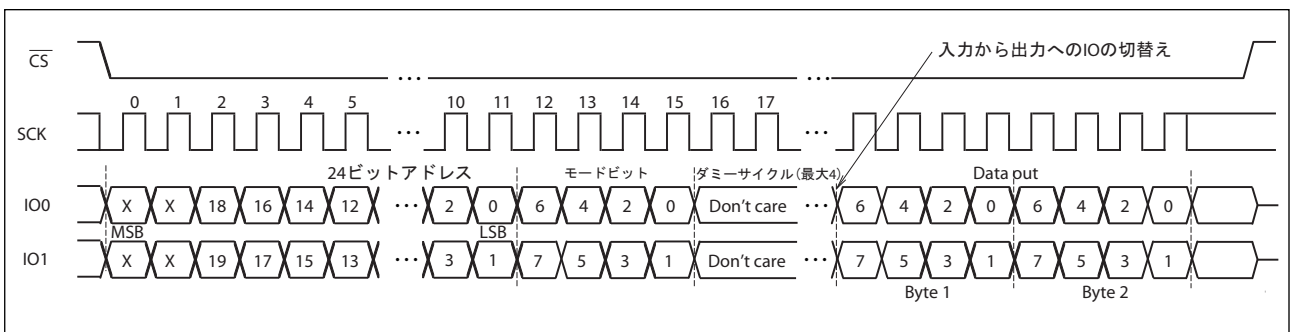 入力から出力へのIOの切替え
CS
0 1 2 3 4 5 10 11 12 13 14 15 16 17
SCK
24ビットアドレス モードビット ダミーサイクル(最大4) Data out
IO0 X X 18 16 14 12 2 0 6 4 2 0 Don't care 6 4 2 0 6 4 2 0
MSB LSB
IO1 X X 19 17 15 13 3 1 7 5 3 1 Don't care 7 5 3 1 7 5 3 1
Byte 1 Byte 2